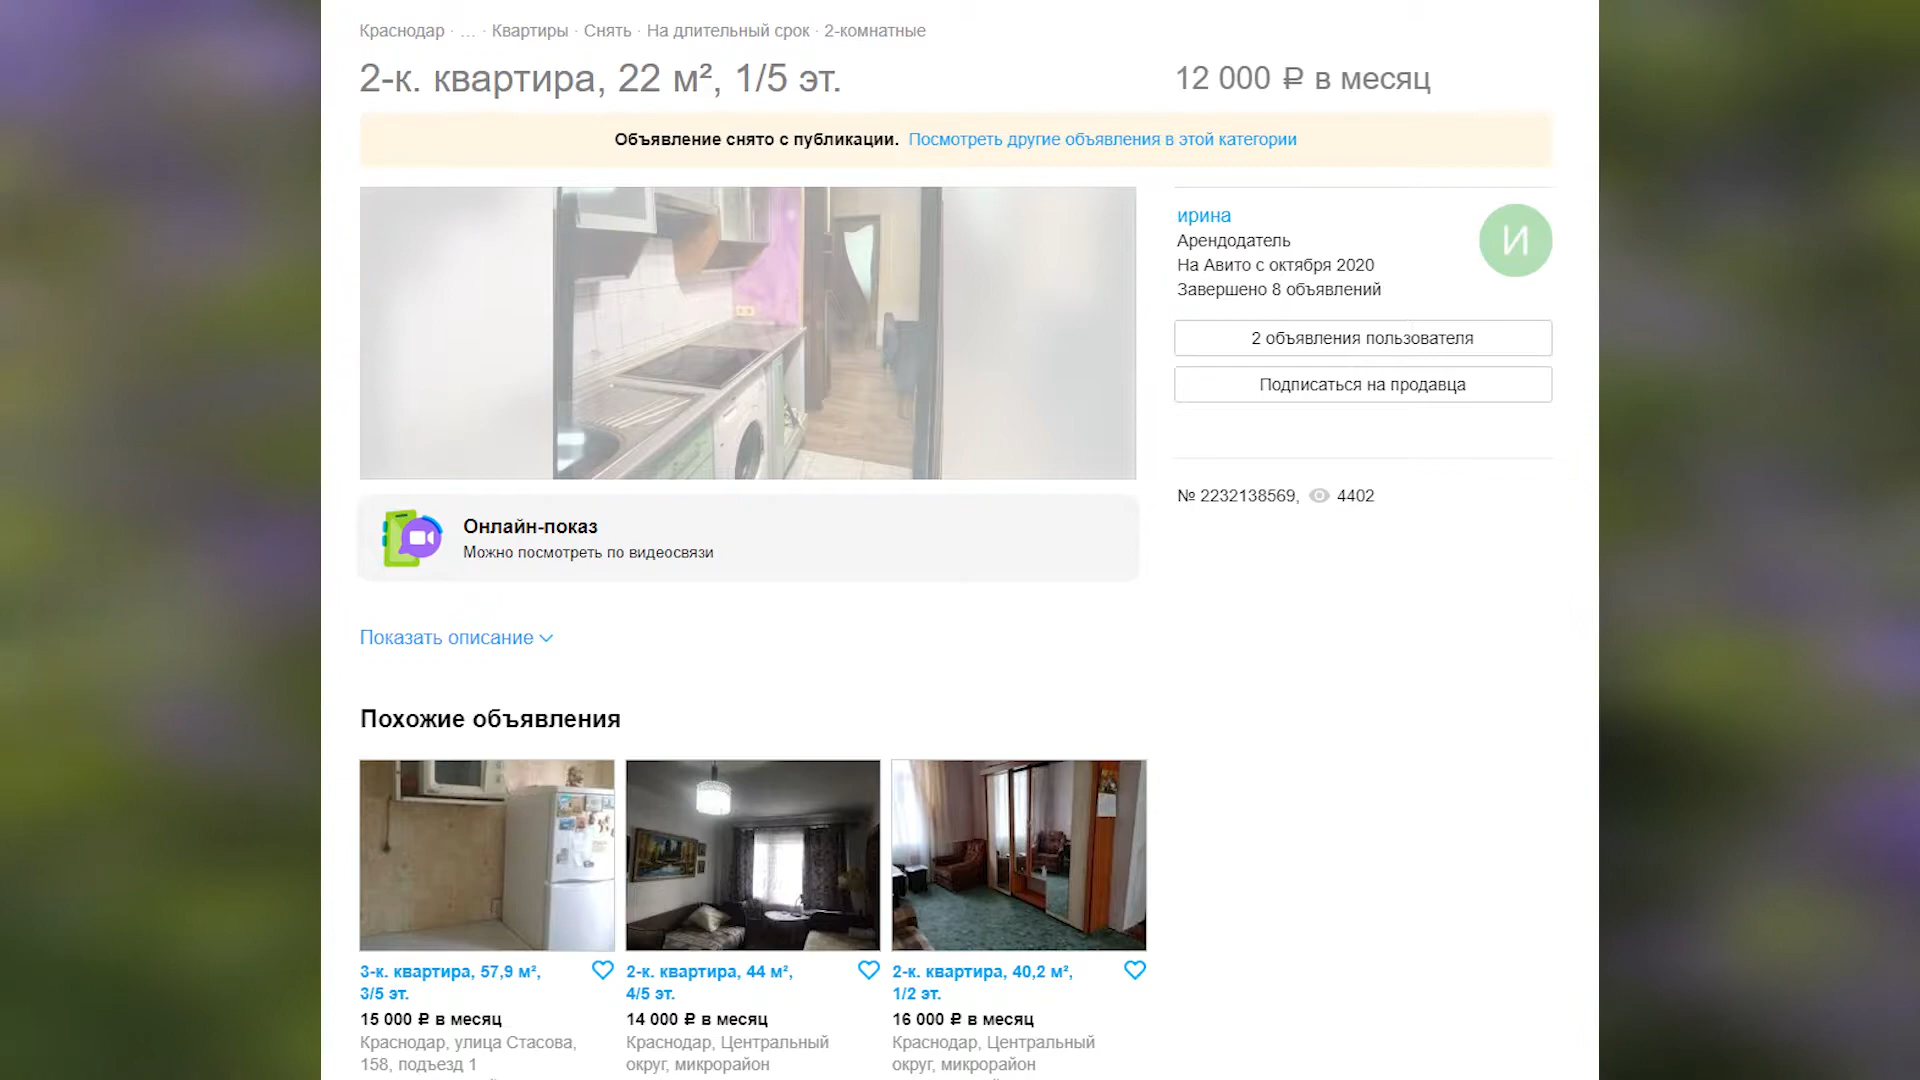 Краснодар · ... · Квартиры · Снять · На длительный срок · 2-комнатные
2-к. квартира, 22 м², 1/5 эт.
12 000 ₽ в месяц
Объявление снято с публикации. Посмотреть другие объявления в этой категории
ирина
Арендодатель
На Авито с октября 2020
Завершено 8 объявлений
И
2 объявления пользователя
Подписаться на продавца
№ 2232138569, 4402
Онлайн-показ
Можно посмотреть по видеосвязи
Показать описание
Похожие объявления
3-к. квартира, 57,9 м²,
3/5 эт.
15 000 ₽ в месяц
Краснодар, улица Стасова,
158, подъезд 1
2-к. квартира, 44 м²,
4/5 эт.
14 000 ₽ в месяц
Краснодар, Центральный
округ, микрорайон
2-к. квартира, 40,2 м²,
1/2 эт.
16 000 ₽ в месяц
Краснодар, Центральный
округ, микрорайон